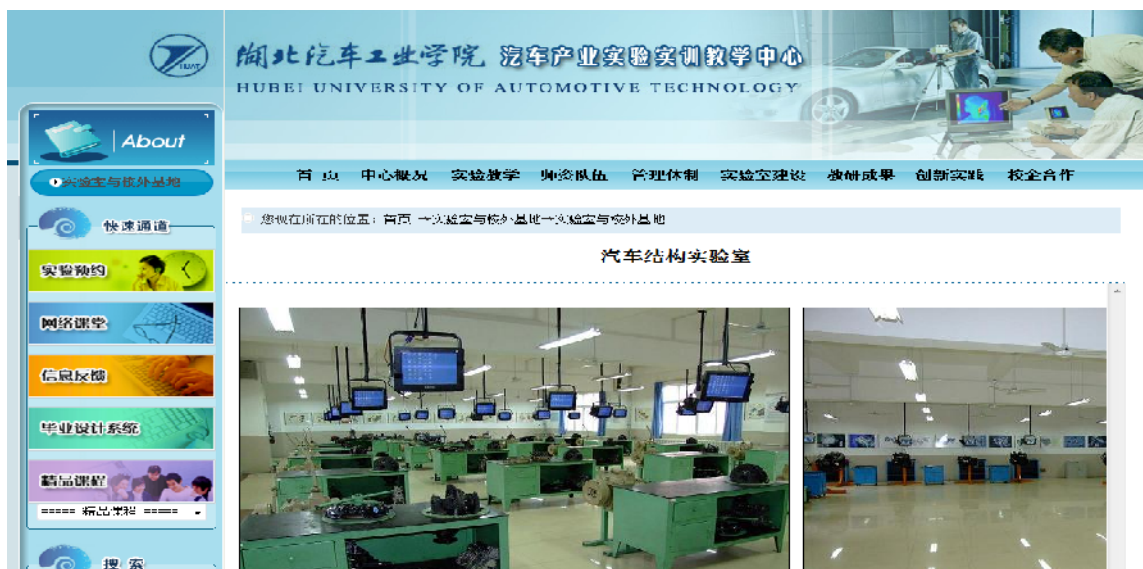 湖北汽车工业学院 汽车产业实验实训教学中心
HUBEI UNIVERSITY OF AUTOMOTIVE TECHNOLOGY
HUAT
About
实验室与校外基地
首 页 中心概况 实验教学 师资队伍 管理体制 实验室建设 教研成果 创新实践 校企合作
您现在所在的位置：首页 →实验室与校外基地→实验室与校外基地
快速通道
实验预约
网络课堂
信息反馈
毕业设计系统
精品课程
===== 精品课程 =====
搜 索
汽车结构实验室